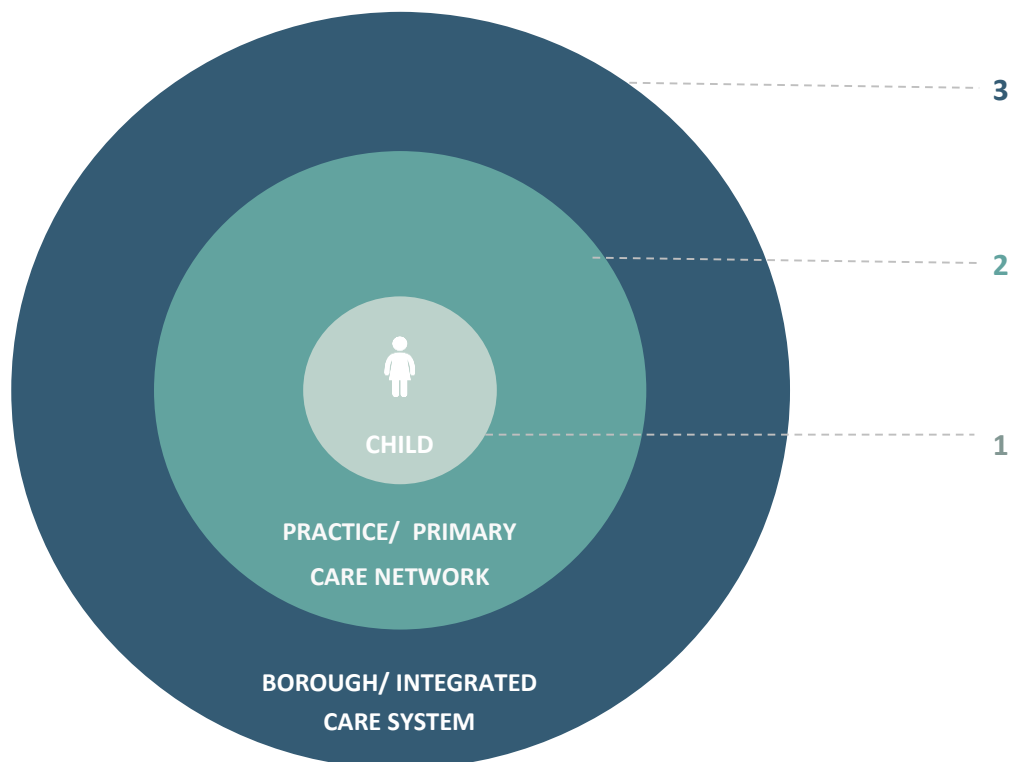 3
2
CHILD
1
PRACTICE/ PRIMARY
CARE NETWORK
BOROUGH/ INTEGRATED
CARE SYSTEM